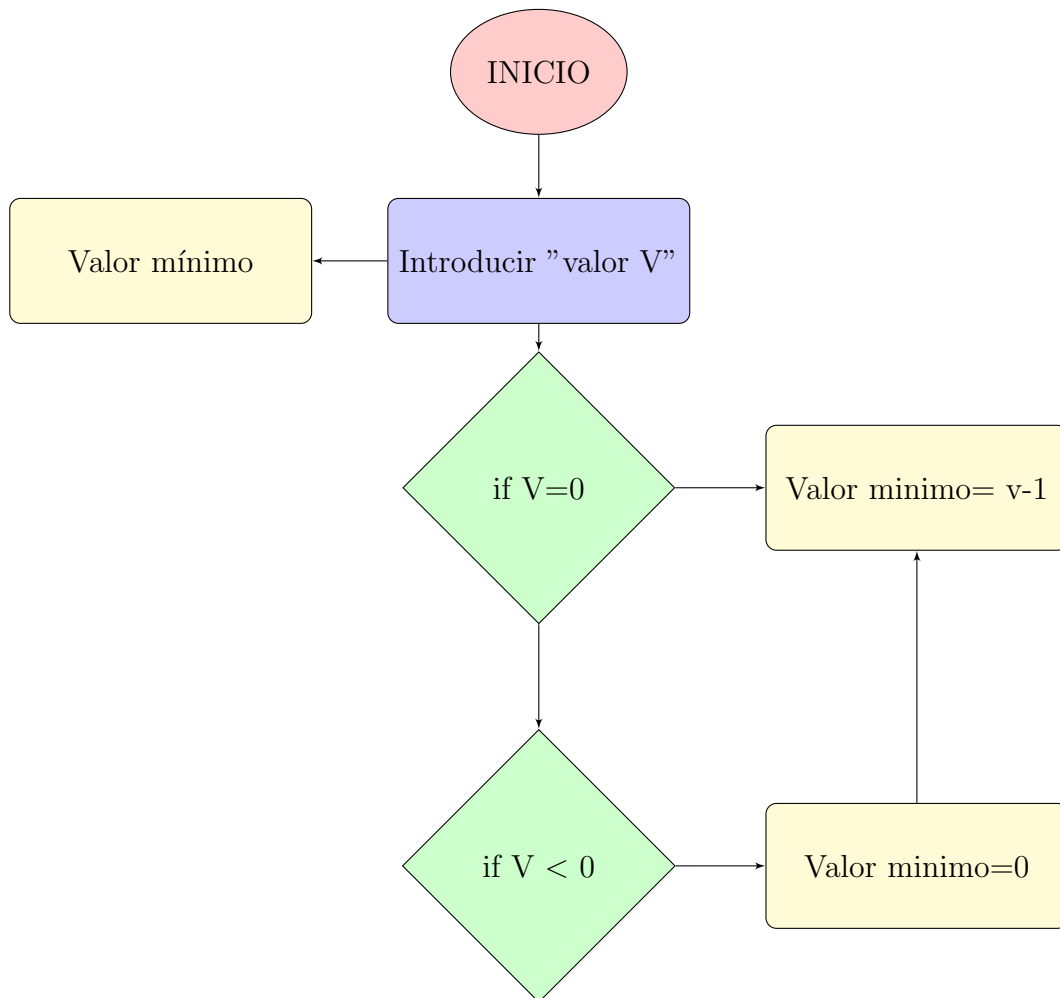 INICIO
Valor mínimo
Introducir ”valor V”
if V=0
Valor minimo= v-1
if V < 0
Valor minimo=0